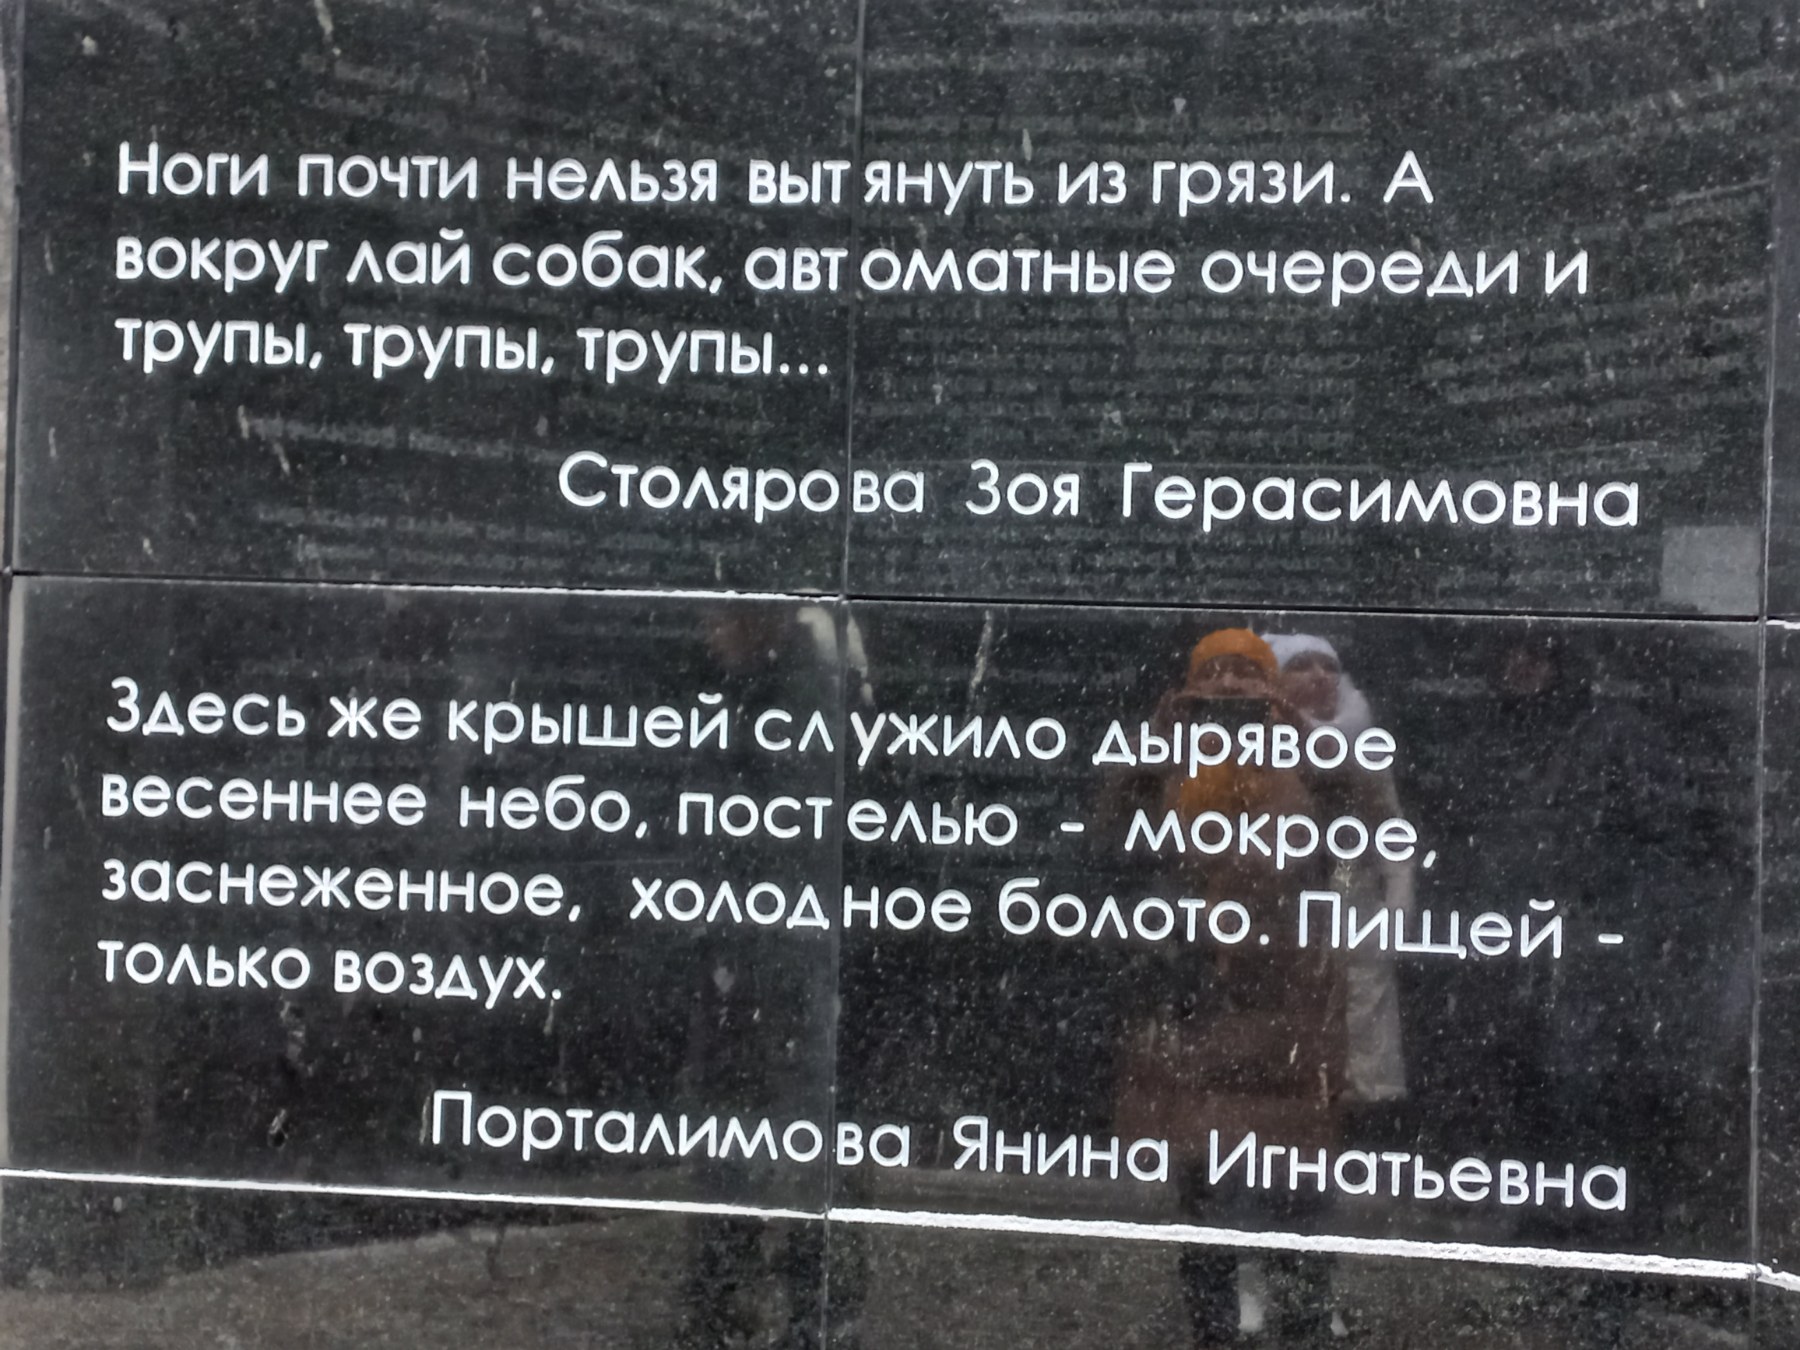 Ноги почти нельзя вытянуть из грязи. А
вокруг лай собак, автоматные очереди и
трупы, трупы, трупы...
Столярова Зоя Герасимовна
Здесь же крышей служило дырявое
весеннее небо, постелью - мокрое,
заснеженное, холодное болото. Пищей -
только воздух.
Порталимова Янина Игнатьевна